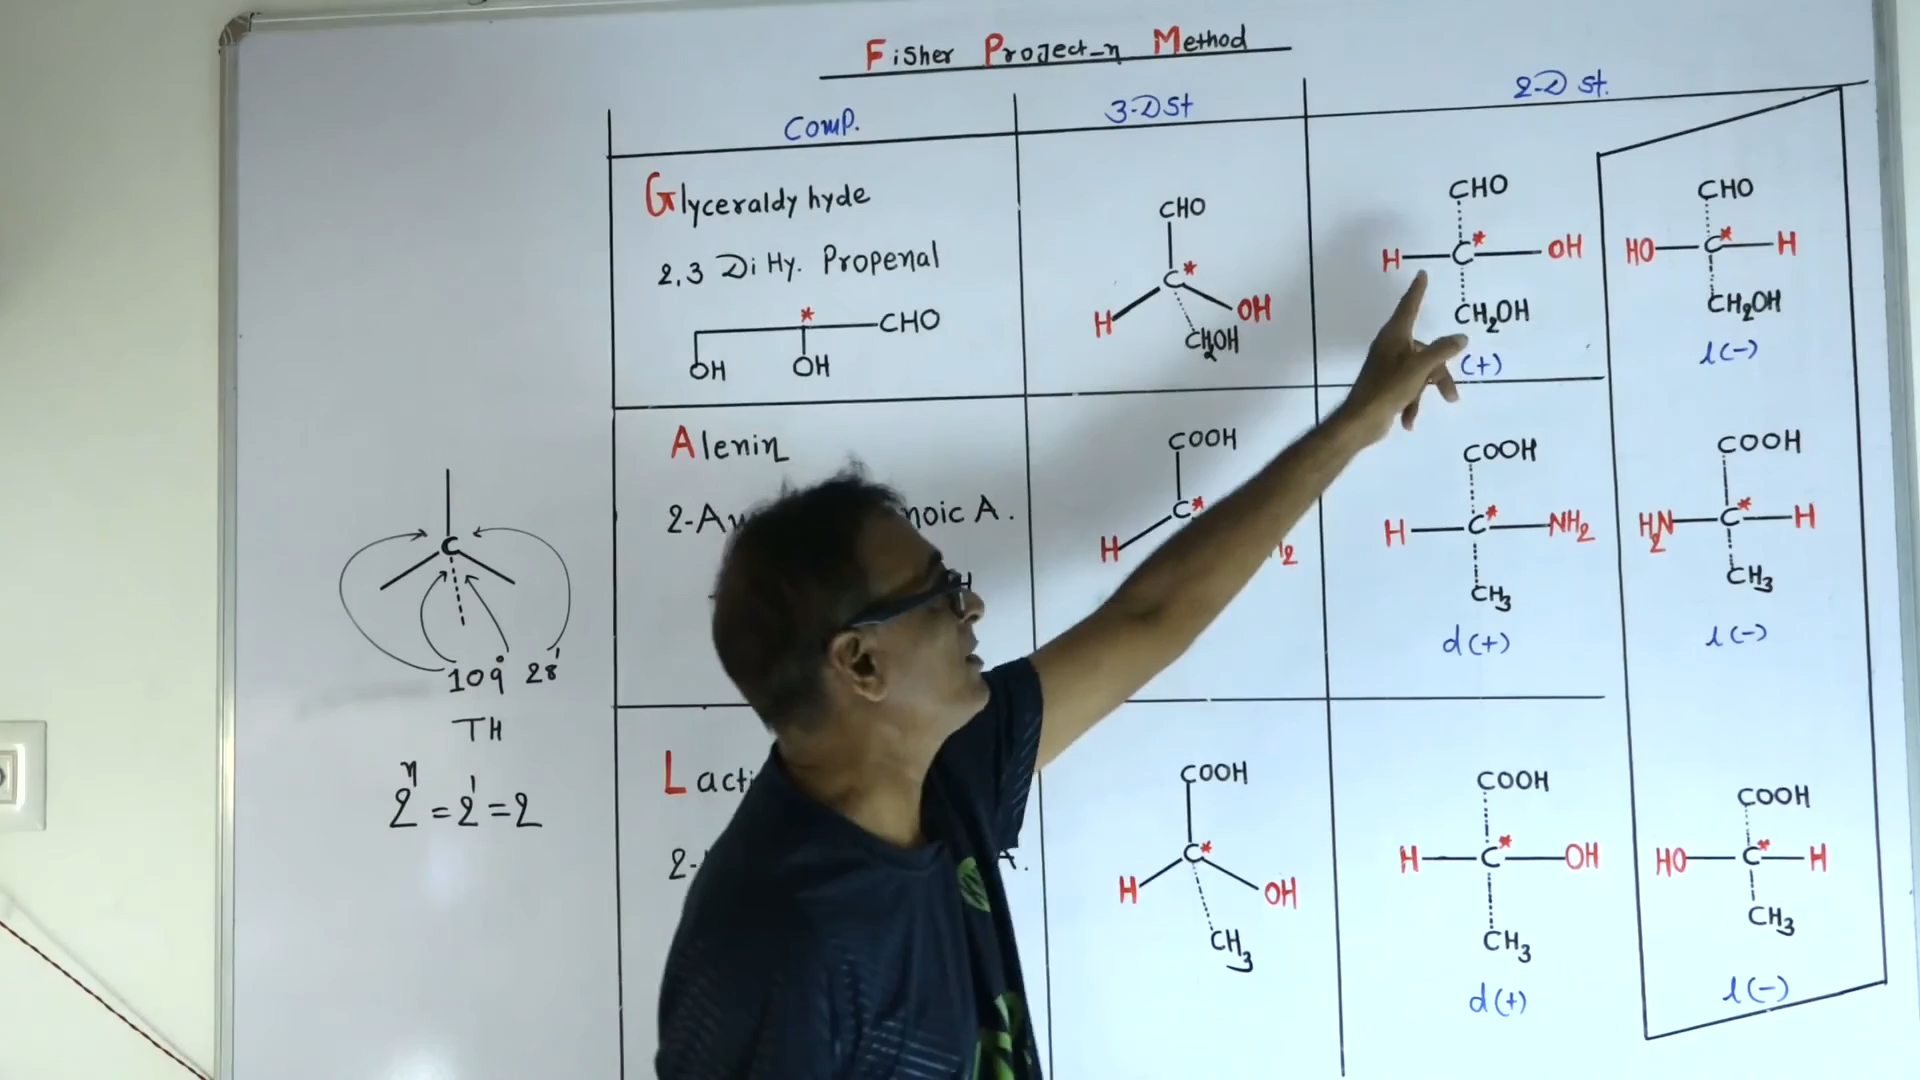 Fisher Project_n Method
Comp.
3-D St
2-D St.
Glyceraldy hyde
2,3 Di Hy. Propenal
* CHO
OH OH
CHO
C*
H OH
CH2OH
CHO
H C* OH
CH2OH
(+)
CHO
HO C* H
CH2OH
l(-)
Alenin
noic A.
COOH
C*
H
COOH
H C* NH2
CH3
d(+)
COOH
H2N C* H
CH3
l(-)
C
109° 28'
TH
2^n = 2^1 = 2
Lacti
2-
A.
COOH
C*
H OH
CH3
COOH
H C* OH
CH3
d(+)
COOH
HO C* H
CH3
l(-)